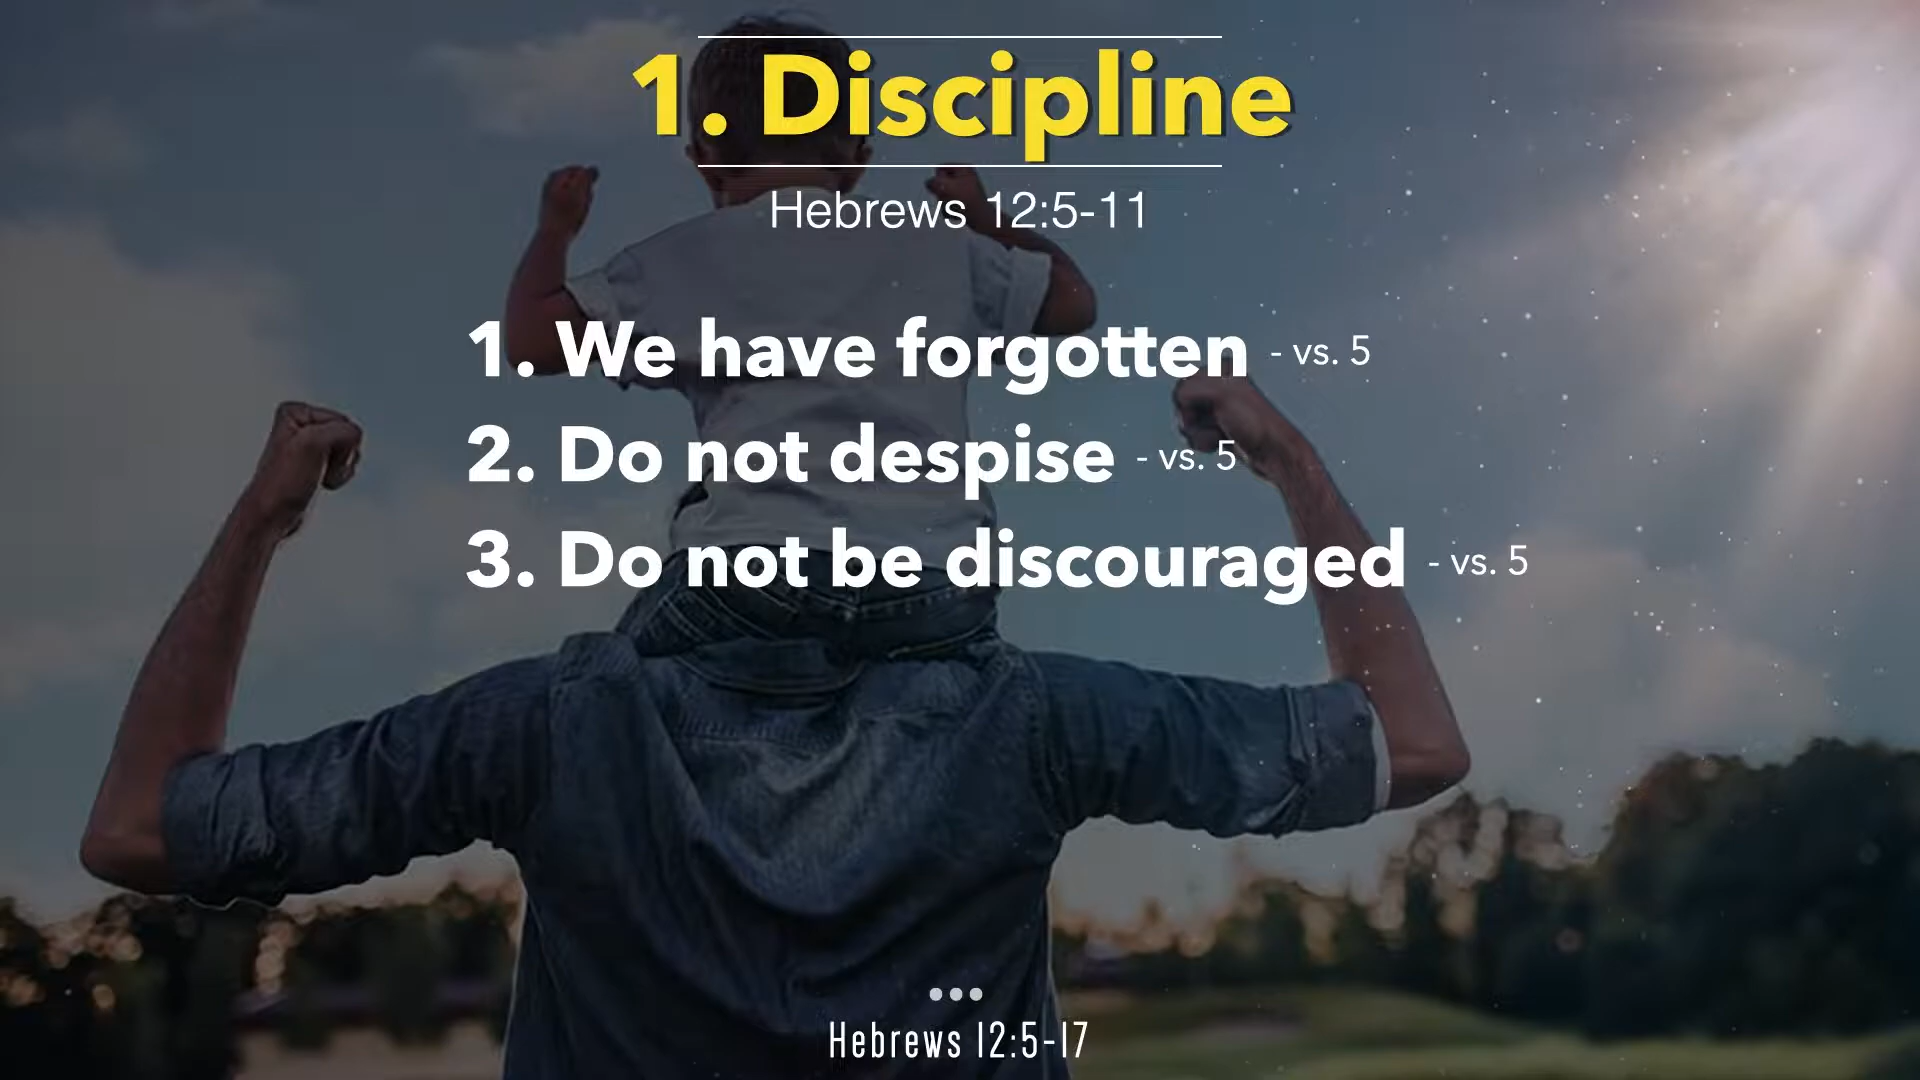 1. Discipline
Hebrews 12:5-11
1. We have forgotten - vs. 5
2. Do not despise - vs. 5
3. Do not be discouraged - vs. 5
Hebrews 12:5-17